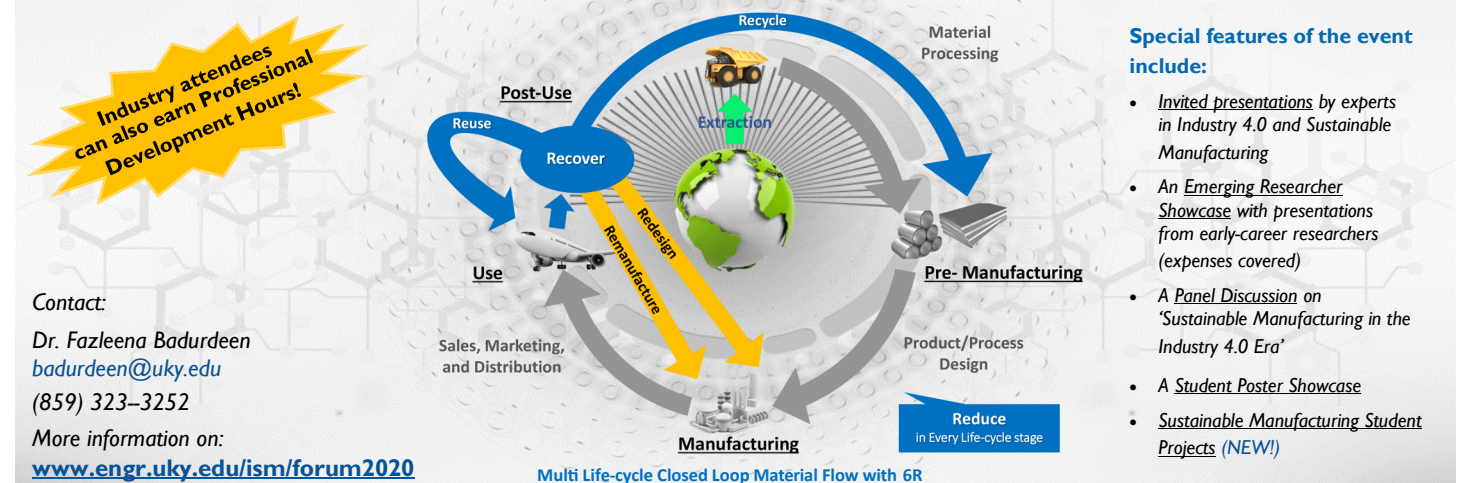 Industry attendees
can also earn Professional
Development Hours!
Contact:
Dr. Fazleena Badurdeen
badurdeen@uky.edu
(859) 323–3252
More information on:
www.engr.uky.edu/ism/forum2020
Recycle
Material
Processing
Post-Use
Reuse
Extraction
Recover
Redesign
Remanufacture
Use
Pre- Manufacturing
Sales, Marketing,
and Distribution
Product/Process
Design
Reduce
in Every Life-cycle stage
Manufacturing
Multi Life-cycle Closed Loop Material Flow with 6R
Special features of the event
include:
• Invited presentations by experts
in Industry 4.0 and Sustainable
Manufacturing
• An Emerging Researcher
Showcase with presentations
from early-career researchers
(expenses covered)
• A Panel Discussion on
‘Sustainable Manufacturing in the
Industry 4.0 Era’
• A Student Poster Showcase
• Sustainable Manufacturing Student
Projects (NEW!)